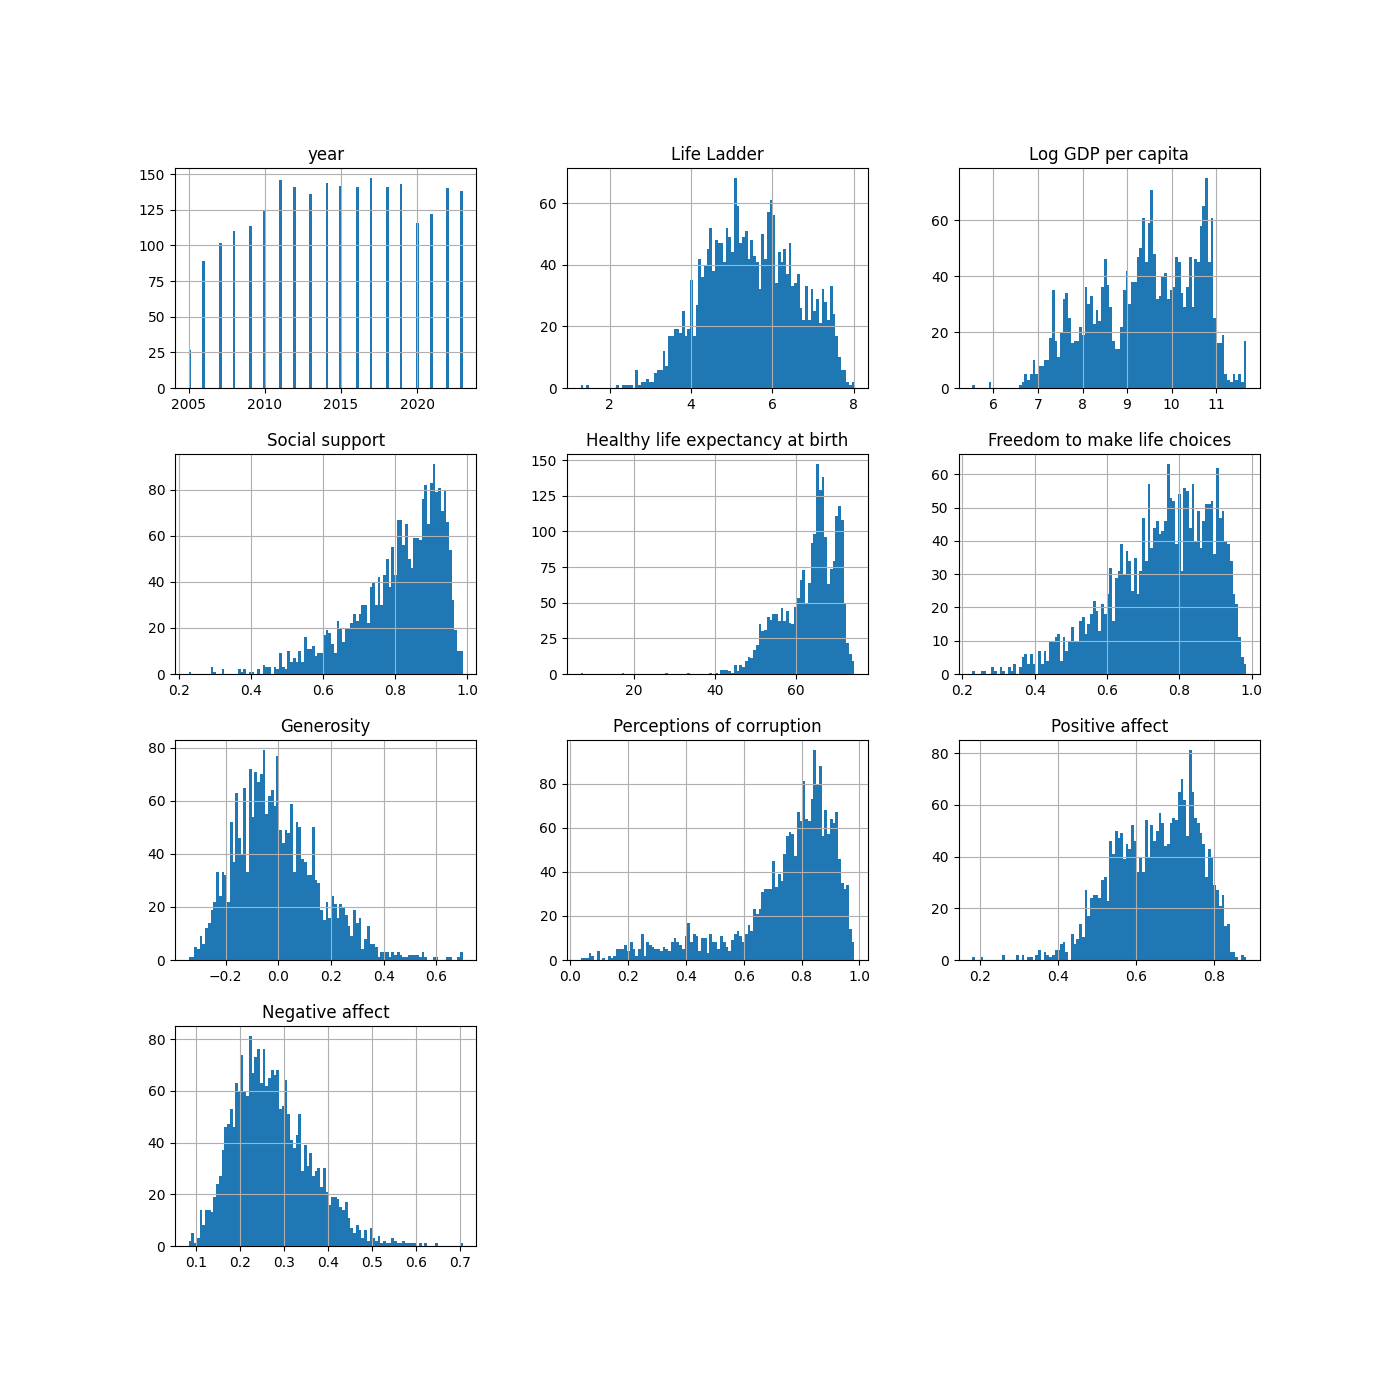 year
150
125
100
75
50
25
0
2005 2010 2015 2020
Life Ladder
60
40
20
0
2 4 6 8
Log GDP per capita
60
40
20
0
6 7 8 9 10 11
Social support
80
60
40
20
0
0.2 0.4 0.6 0.8 1.0
Healthy life expectancy at birth
150
125
100
75
50
25
0
20 40 60
Freedom to make life choices
60
50
40
30
20
10
0
0.2 0.4 0.6 0.8 1.0
Generosity
80
60
40
20
0
−0.2 0.0 0.2 0.4 0.6
Perceptions of corruption
80
60
40
20
0
0.0 0.2 0.4 0.6 0.8 1.0
Positive affect
80
60
40
20
0
0.2 0.4 0.6 0.8
Negative affect
80
60
40
20
0
0.1 0.2 0.3 0.4 0.5 0.6 0.7